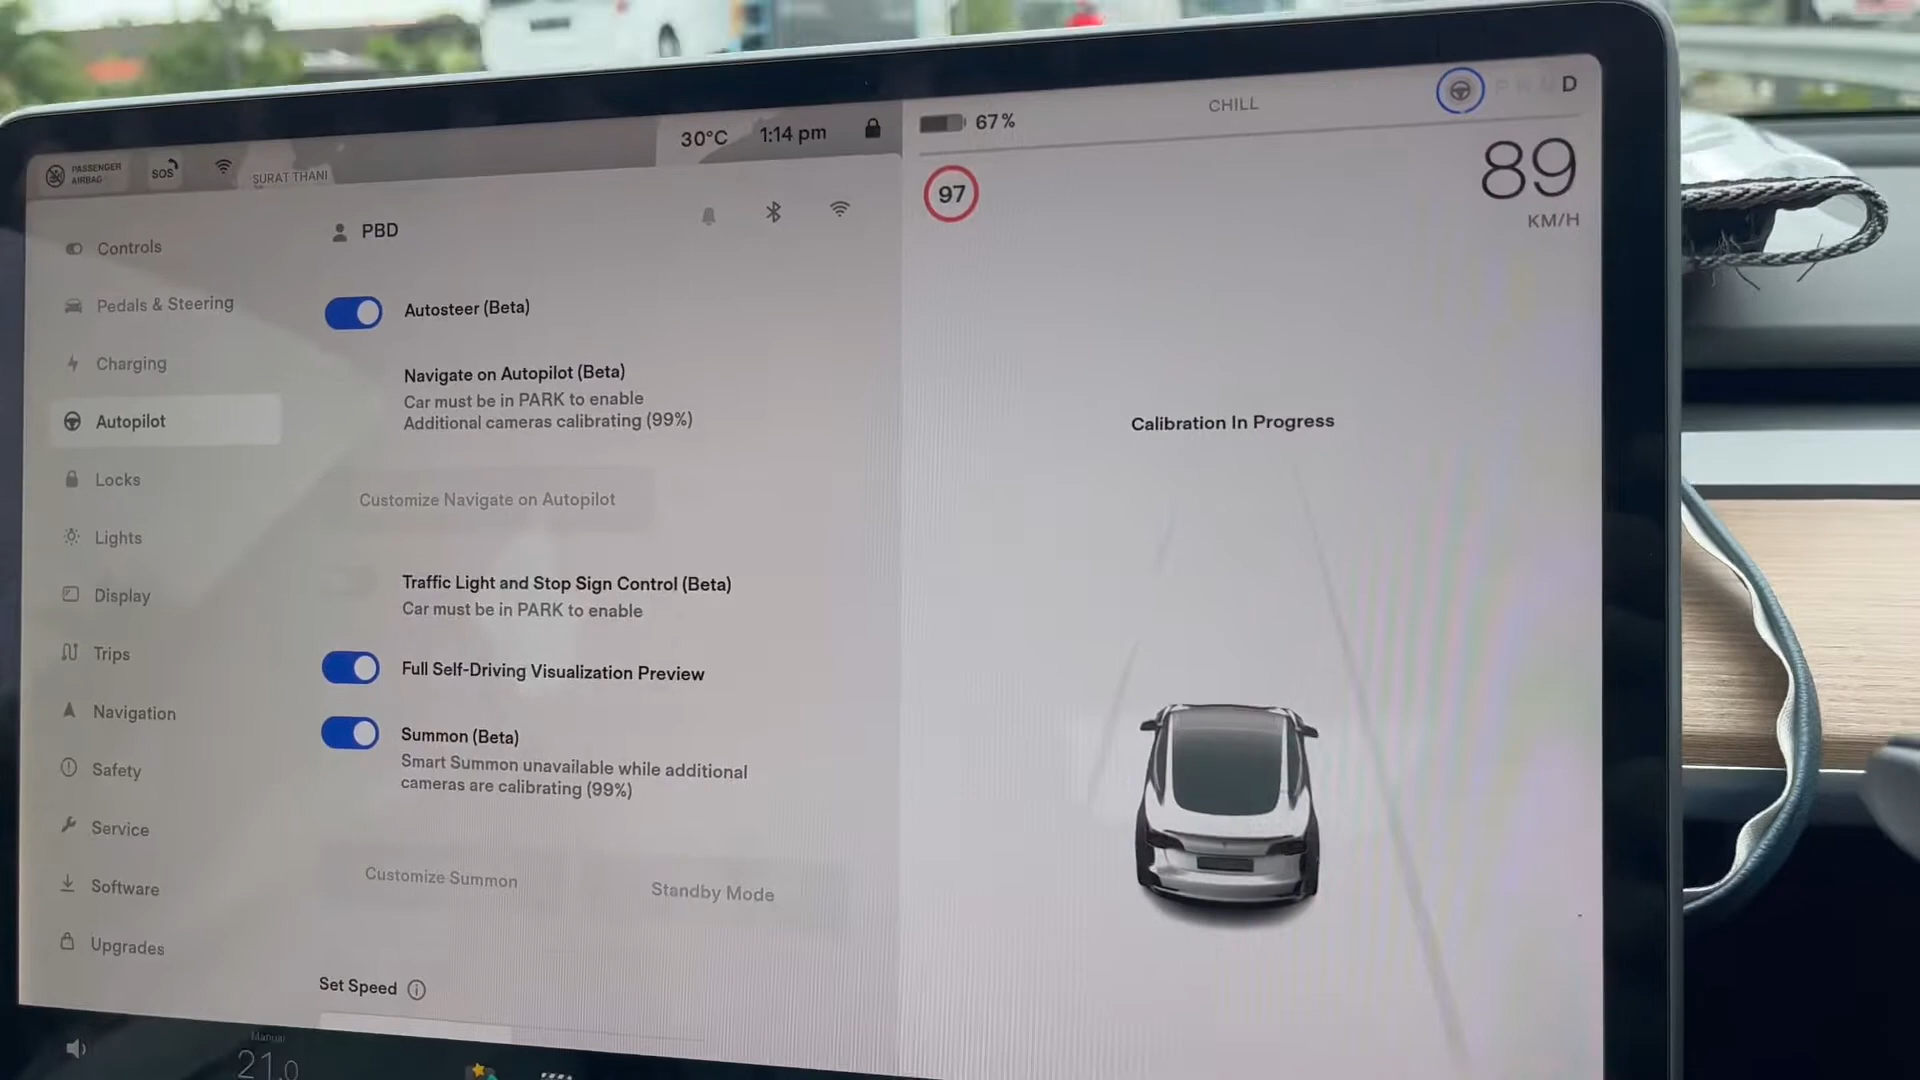 PASSENGER
AIRBAG
SOS
SURAT THANI
30°C
1:14 pm
67%
CHILL
P R N D
97
89
KM/H
Controls
Pedals & Steering
Charging
Autopilot
Locks
Lights
Display
Trips
Navigation
Safety
Service
Software
Upgrades
PBD
Autosteer (Beta)
Navigate on Autopilot (Beta)
Car must be in PARK to enable
Additional cameras calibrating (99%)
Customize Navigate on Autopilot
Traffic Light and Stop Sign Control (Beta)
Car must be in PARK to enable
Full Self-Driving Visualization Preview
Summon (Beta)
Smart Summon unavailable while additional
cameras are calibrating (99%)
Customize Summon
Standby Mode
Set Speed
Calibration In Progress
Manual
21.0